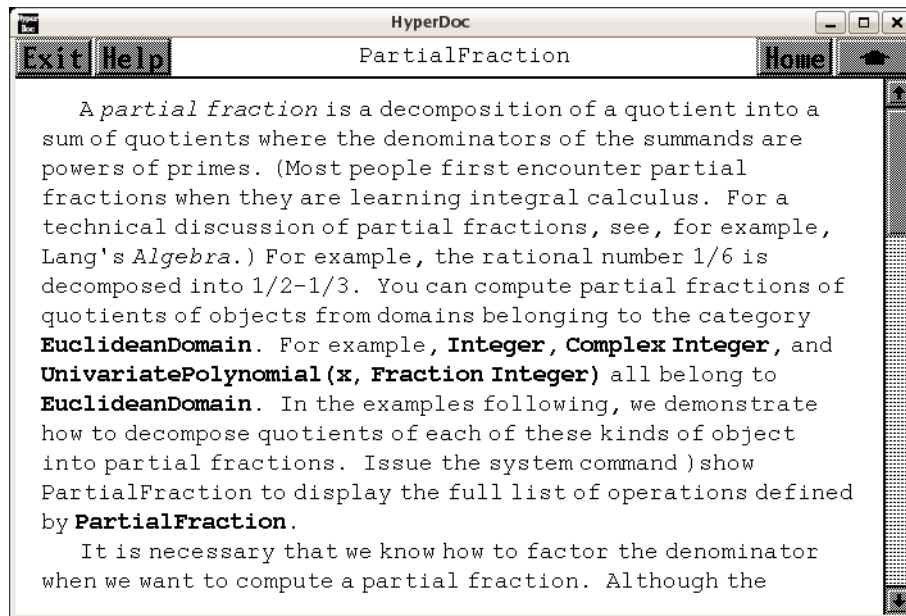 Hyper Doc
HyperDoc
Exit Help PartialFraction Home
A partial fraction is a decomposition of a quotient into a
sum of quotients where the denominators of the summands are
powers of primes. (Most people first encounter partial
fractions when they are learning integral calculus. For a
technical discussion of partial fractions, see, for example,
Lang's Algebra.) For example, the rational number 1/6 is
decomposed into 1/2-1/3. You can compute partial fractions of
quotients of objects from domains belonging to the category
EuclideanDomain. For example, Integer, Complex Integer, and
UnivariatePolynomial(x, Fraction Integer) all belong to
EuclideanDomain. In the examples following, we demonstrate
how to decompose quotients of each of these kinds of object
into partial fractions. Issue the system command )show
PartialFraction to display the full list of operations defined
by PartialFraction.
It is necessary that we know how to factor the denominator
when we want to compute a partial fraction. Although the